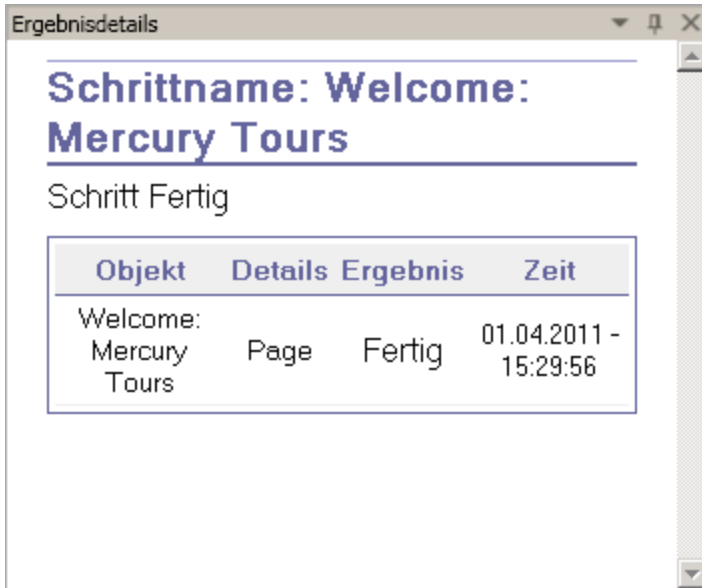 Ergebnisdetails
Schrittname: Welcome:
Mercury Tours
Schritt Fertig
Objekt Details Ergebnis Zeit
Welcome:
Mercury
Tours
Page
Fertig
01.04.2011 -
15:29:56